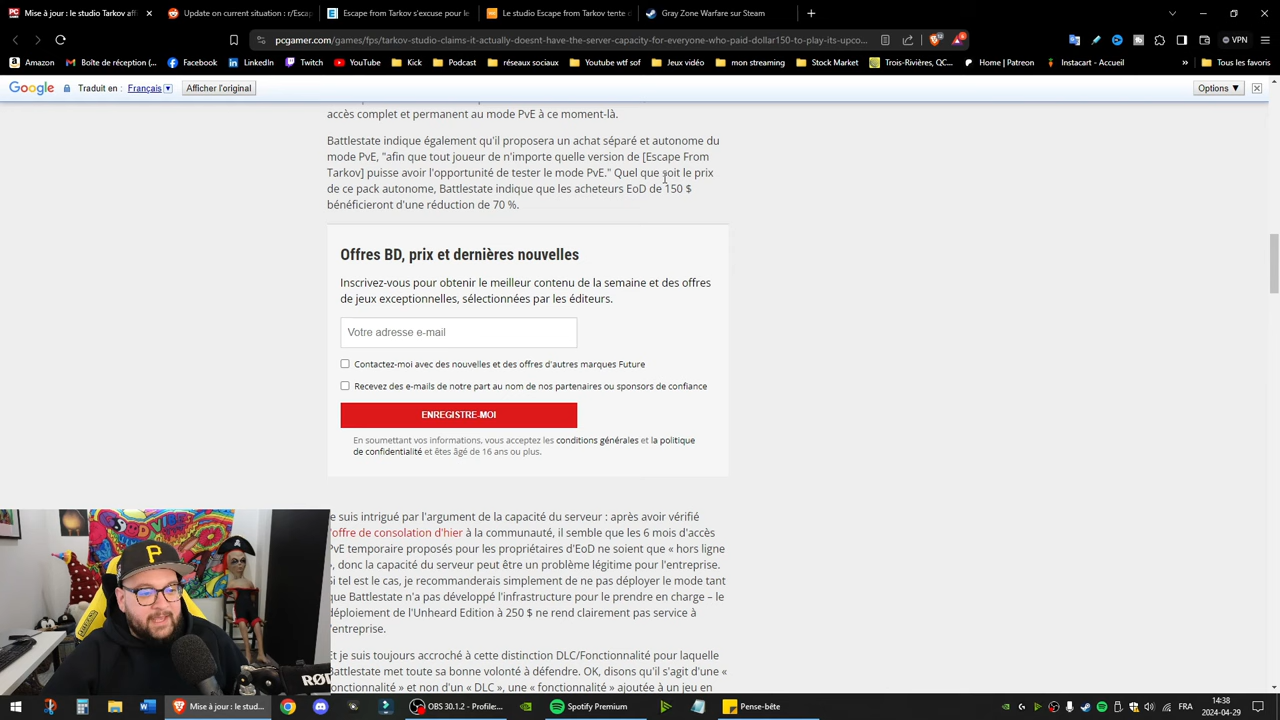 Mise à jour : le studio Tarkov aff
Update on current situation : r/Escap
Escape from Tarkov s'excuse pour le
Le studio Escape from Tarkov tente d
Gray Zone Warfare sur Steam
pcgamer.com/games/fps/tarkov-studio-claims-it-actually-doesnt-have-the-server-capacity-for-everyone-who-paid-dollar150-to-play-its-upco...
VPN
Amazon
Boîte de réception (...
Facebook
LinkedIn
Twitch
YouTube
Kick
Podcast
réseaux sociaux
Youtube wtf sof
Jeux vidéo
mon streaming
Stock Market
Trois-Rivières, QC...
Home | Patreon
Instacart - Accueil
»
Tous les favoris
Google
Traduit en : Français
Afficher l'original
Options ▼
accès complet et permanent au mode PvE à ce moment-là.
Battlestate indique également qu'il proposera un achat séparé et autonome du
mode PvE, "afin que tout joueur de n'importe quelle version de [Escape From
Tarkov] puisse avoir l'opportunité de tester le mode PvE." Quel que soit le prix
de ce pack autonome, Battlestate indique que les acheteurs EoD de 150 $
bénéficieront d'une réduction de 70 %.
Offres BD, prix et dernières nouvelles
Inscrivez-vous pour obtenir le meilleur contenu de la semaine et des offres
de jeux exceptionnelles, sélectionnées par les éditeurs.
Votre adresse e-mail
Contactez-moi avec des nouvelles et des offres d'autres marques Future
Recevez des e-mails de notre part au nom de nos partenaires ou sponsors de confiance
ENREGISTRE-MOI
En soumettant vos informations, vous acceptez les conditions générales et la politique
de confidentialité et êtes âgé de 16 ans ou plus.
e suis intrigué par l'argument de la capacité du serveur : après avoir vérifié
'offre de consolation d'hier à la communauté, il semble que les 6 mois d'accès
PvE temporaire proposés pour les propriétaires d'EoD ne soient que « hors ligne
», donc la capacité du serveur peut être un problème légitime pour l'entreprise.
Si tel est le cas, je recommanderais simplement de ne pas déployer le mode tant
que Battlestate n'a pas développé l'infrastructure pour le prendre en charge – le
déploiement de l'Unheard Edition à 250 $ ne rend clairement pas service à
'entreprise.
Et je suis toujours accroché à cette distinction DLC/Fonctionnalité pour laquelle
Battlestate met toute sa bonne volonté à défendre. OK, disons qu'il s'agit d'une «
fonctionnalité » et non d'un « DLC », une « fonctionnalité » ajoutée à un jeu en
P
RØD
Mise à jour : le stud...
OBS 30.1.2 - Profile:...
Spotify Premium
Pense-bête
FRA
14:38
2024-04-29